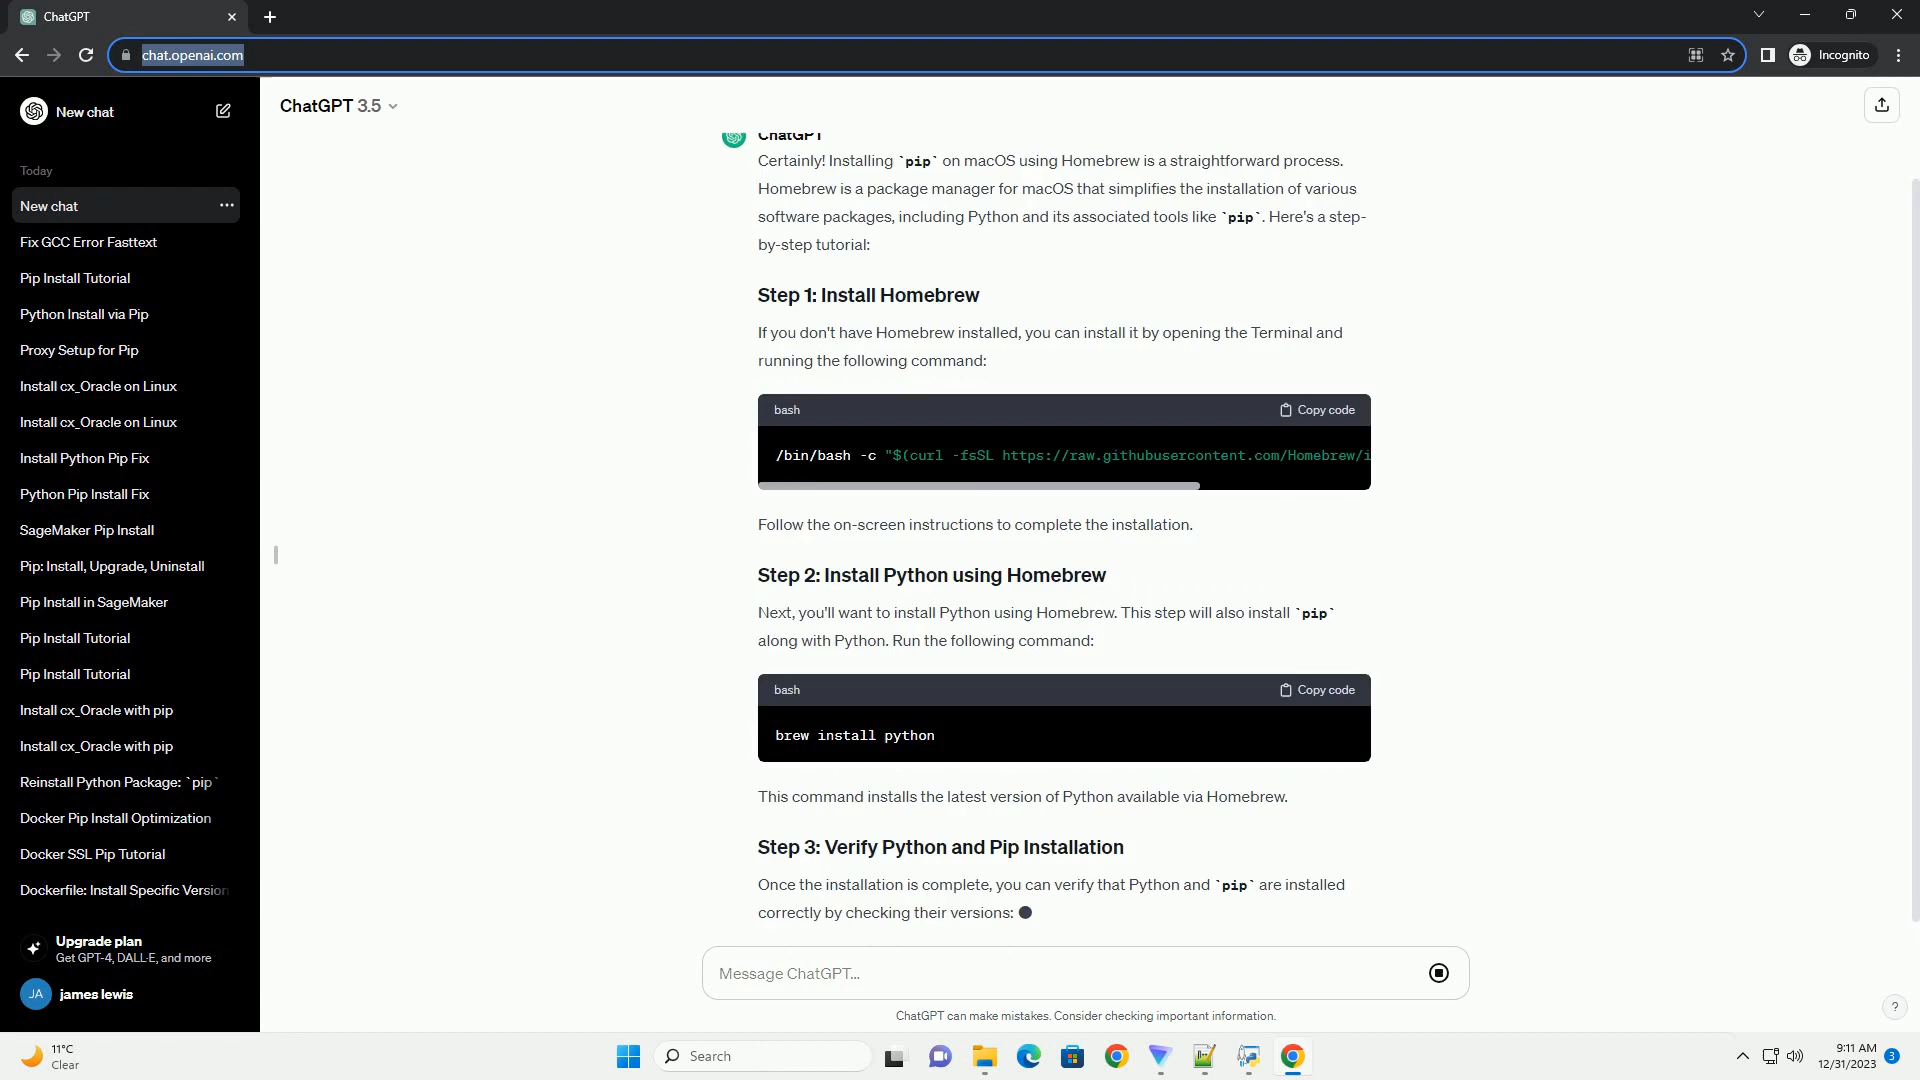 ChatGPT
chat.openai.com
Incognito
New chat
Today
New chat
Fix GCC Error Fasttext
Pip Install Tutorial
Python Install via Pip
Proxy Setup for Pip
Install cx_Oracle on Linux
Install cx_Oracle on Linux
Install Python Pip Fix
Python Pip Install Fix
SageMaker Pip Install
Pip: Install, Upgrade, Uninstall
Pip Install in SageMaker
Pip Install Tutorial
Pip Install Tutorial
Install cx_Oracle with pip
Install cx_Oracle with pip
Reinstall Python Package: `pip`
Docker Pip Install Optimization
Docker SSL Pip Tutorial
Dockerfile: Install Specific Version
Upgrade plan
Get GPT-4, DALL·E, and more
JA
james lewis
ChatGPT 3.5
ChatGPT
Certainly! Installing `pip` on macOS using Homebrew is a straightforward process.
Homebrew is a package manager for macOS that simplifies the installation of various
software packages, including Python and its associated tools like `pip`. Here's a step-
by-step tutorial:
Step 1: Install Homebrew
If you don't have Homebrew installed, you can install it by opening the Terminal and
running the following command:
bash
Copy code
/bin/bash -c "$(curl -fsSL https://raw.githubusercontent.com/Homebrew/i
Follow the on-screen instructions to complete the installation.
Step 2: Install Python using Homebrew
Next, you'll want to install Python using Homebrew. This step will also install `pip`
along with Python. Run the following command:
bash
Copy code
brew install python
This command installs the latest version of Python available via Homebrew.
Step 3: Verify Python and Pip Installation
Once the installation is complete, you can verify that Python and `pip` are installed
correctly by checking their versions:
Message ChatGPT...
ChatGPT can make mistakes. Consider checking important information.
?
11°C
Clear
Search
9:11 AM
12/31/2023
3